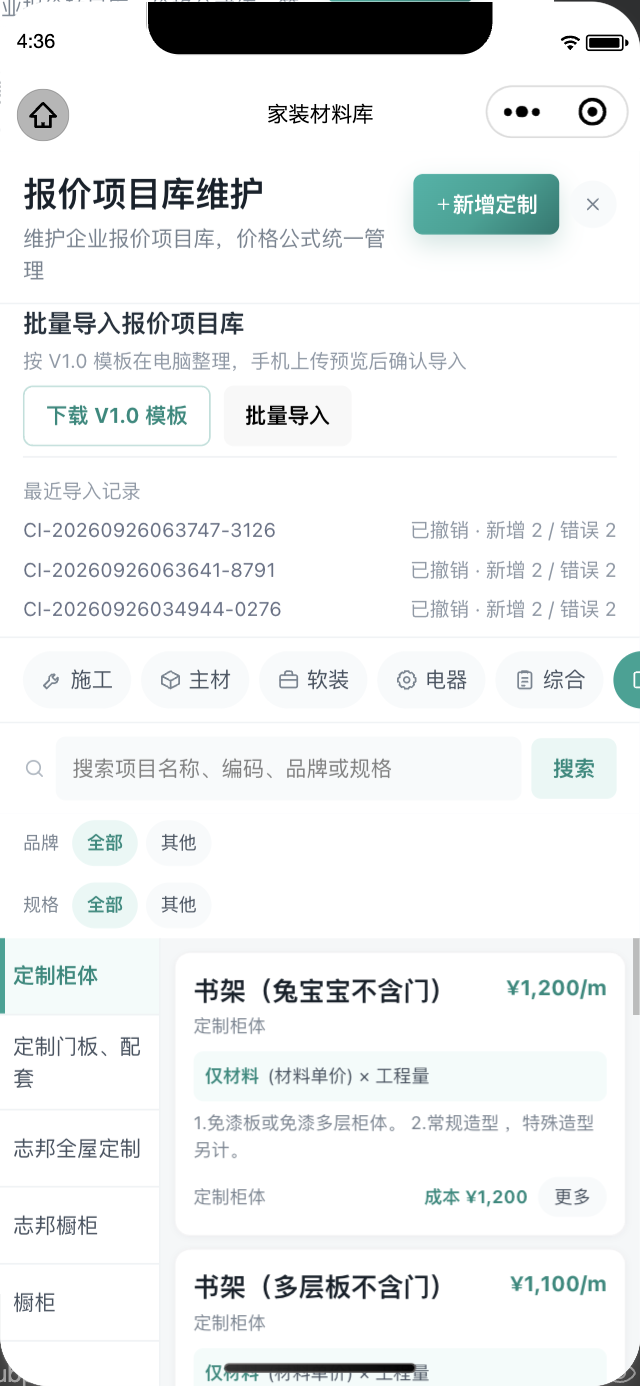 4:36
家装材料库
报价项目库维护
+新增定制
维护企业报价项目库，价格公式统一管
理
批量导入报价项目库
按 V1.0 模板在电脑整理，手机上传预览后确认导入
下载 V1.0 模板
批量导入
最近导入记录
CI-20260926063747-3126 已撤销 · 新增 2 / 错误 2
CI-20260926063641-8791 已撤销 · 新增 2 / 错误 2
CI-20260926034944-0276 已撤销 · 新增 2 / 错误 2
施工 主材 软装 电器 综合
搜索项目名称、编码、品牌或规格 搜索
品牌 全部 其他
规格 全部 其他
定制柜体
定制门板、配
套
志邦全屋定制
志邦橱柜
橱柜
书架（兔宝宝不含门） ¥1,200/m
定制柜体
仅材料 (材料单价) × 工程量
1.免漆板或免漆多层柜体。 2.常规造型 ，特殊造型
另计。
定制柜体 成本 ¥1,200 更多
书架（多层板不含门） ¥1,100/m
定制柜体
仅材料 (材料单价) × 工程量